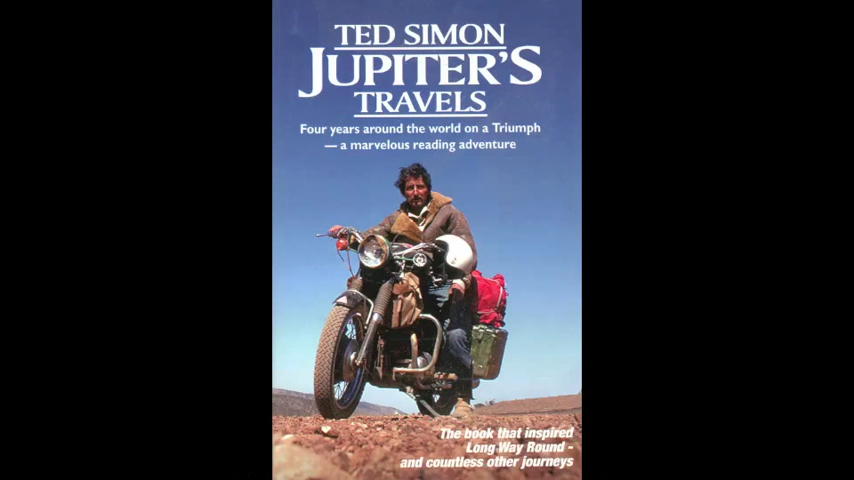 TED SIMON
JUPITER'S
TRAVELS
Four years around the world on a Triumph
— a marvelous reading adventure
The book that inspired
Long Way Round -
and countless other journeys